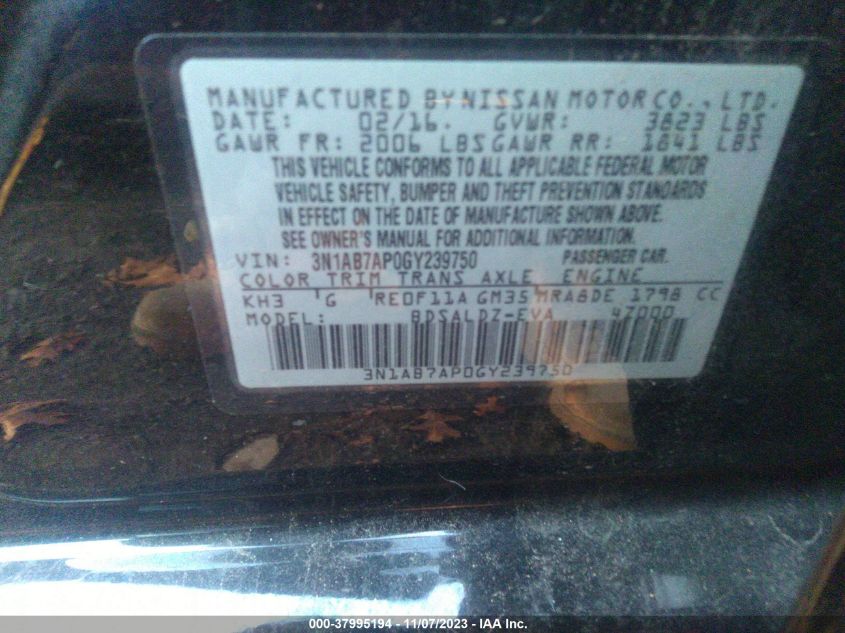 MANUFACTURED BY NISSAN MOTOR CO., LTD.
DATE: 02/16. GVWR: 3823 LBS
GAWR FR: 2006 LBS GAWR RR: 1841 LBS
THIS VEHICLE CONFORMS TO ALL APPLICABLE FEDERAL MOTOR
VEHICLE SAFETY, BUMPER AND THEFT PREVENTION STANDARDS
IN EFFECT ON THE DATE OF MANUFACTURE SHOWN ABOVE.
SEE OWNER'S MANUAL FOR ADDITIONAL INFORMATION.
VIN: 3N1AB7AP0GY239750 PASSENGER CAR.
COLOR TRIM TRANS AXLE ENGINE
KH3 G RE0F11A GM35 MRA8DE 1798 CC
MODEL: BDSALDZ-EVA 4Z000
3N1AB7AP0GY239750
000-37995194 - 11/07/2023 - IAA Inc.